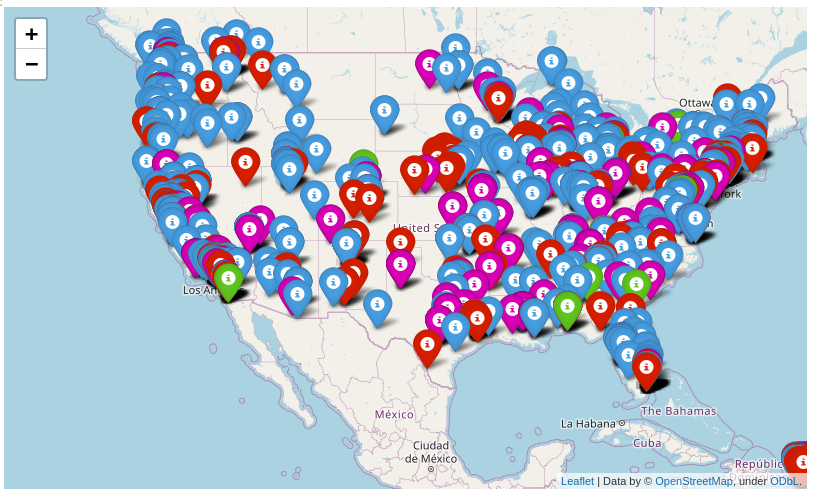 +
−
Ottawa
York
United S
Los An
México
La Habana
The Bahamas
Cuba
Ciudad
de México
Repúblic
Leaflet | Data by © OpenStreetMap, under ODbL.